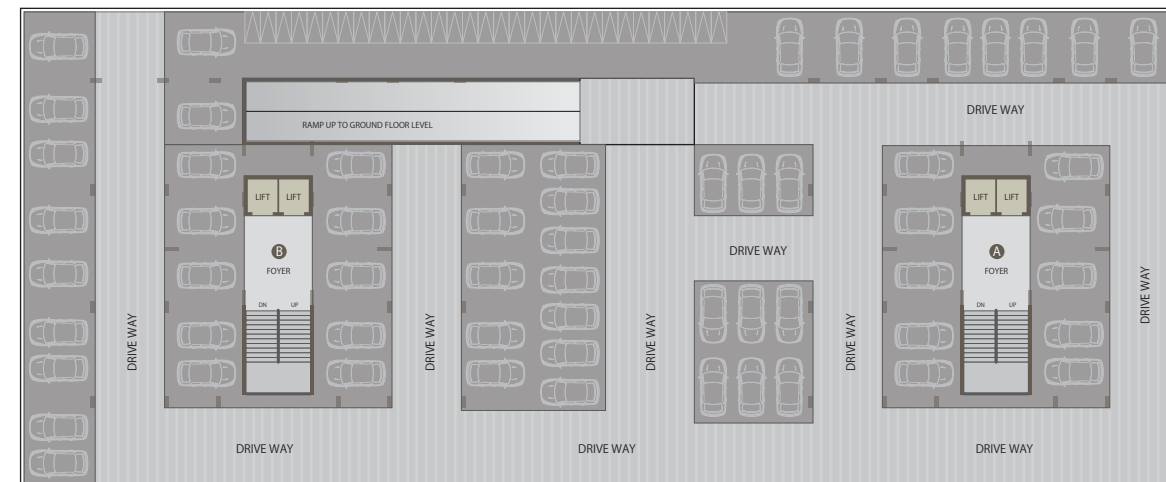 DRIVE WAY
RAMP UP TO GROUND FLOOR LEVEL
LIFT LIFT
LIFT LIFT
B
FOYER
DRIVE WAY
A
FOYER
DN UP
DN UP
DRIVE WAY
DRIVE WAY
DRIVE WAY
DRIVE WAY
DRIVE WAY
DRIVE WAY
DRIVE WAY
DRIVE WAY